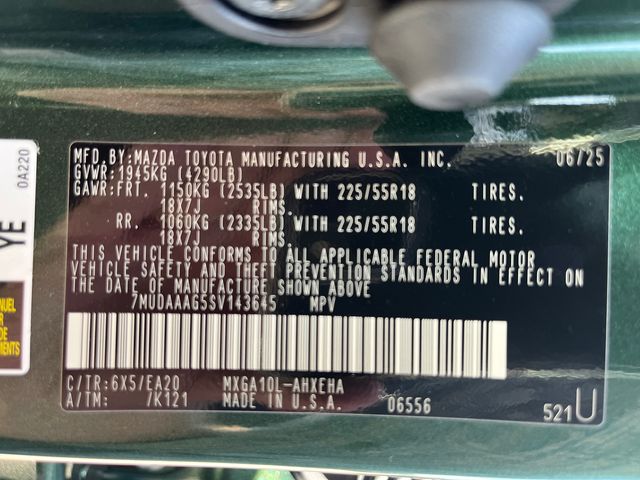 MFD.BY:MAZDA TOYOTA MANUFACTURING U.S.A. INC. 06/25
GVWR:1945KG (4290LB)
GAWR:FRT. 1150KG (2535LB) WITH 225/55R18 TIRES.
18X7J RIMS.
RR. 1060KG (2335LB) WITH 225/55R18 TIRES.
18X7J RIMS.
THIS VEHICLE CONFORMS TO ALL APPLICABLE FEDERAL MOTOR
VEHICLE SAFETY AND THEFT PREVENTION STANDARDS IN EFFECT ON
THE DATE OF MANUFACTURE SHOWN ABOVE.
7MUDAAAG5SV143645 MPV
C/TR:6X5/EA20 MXGA10L-AHXEHA
A/TM: 7K121 MADE IN U.S.A. 06556
521U
0A220
YE